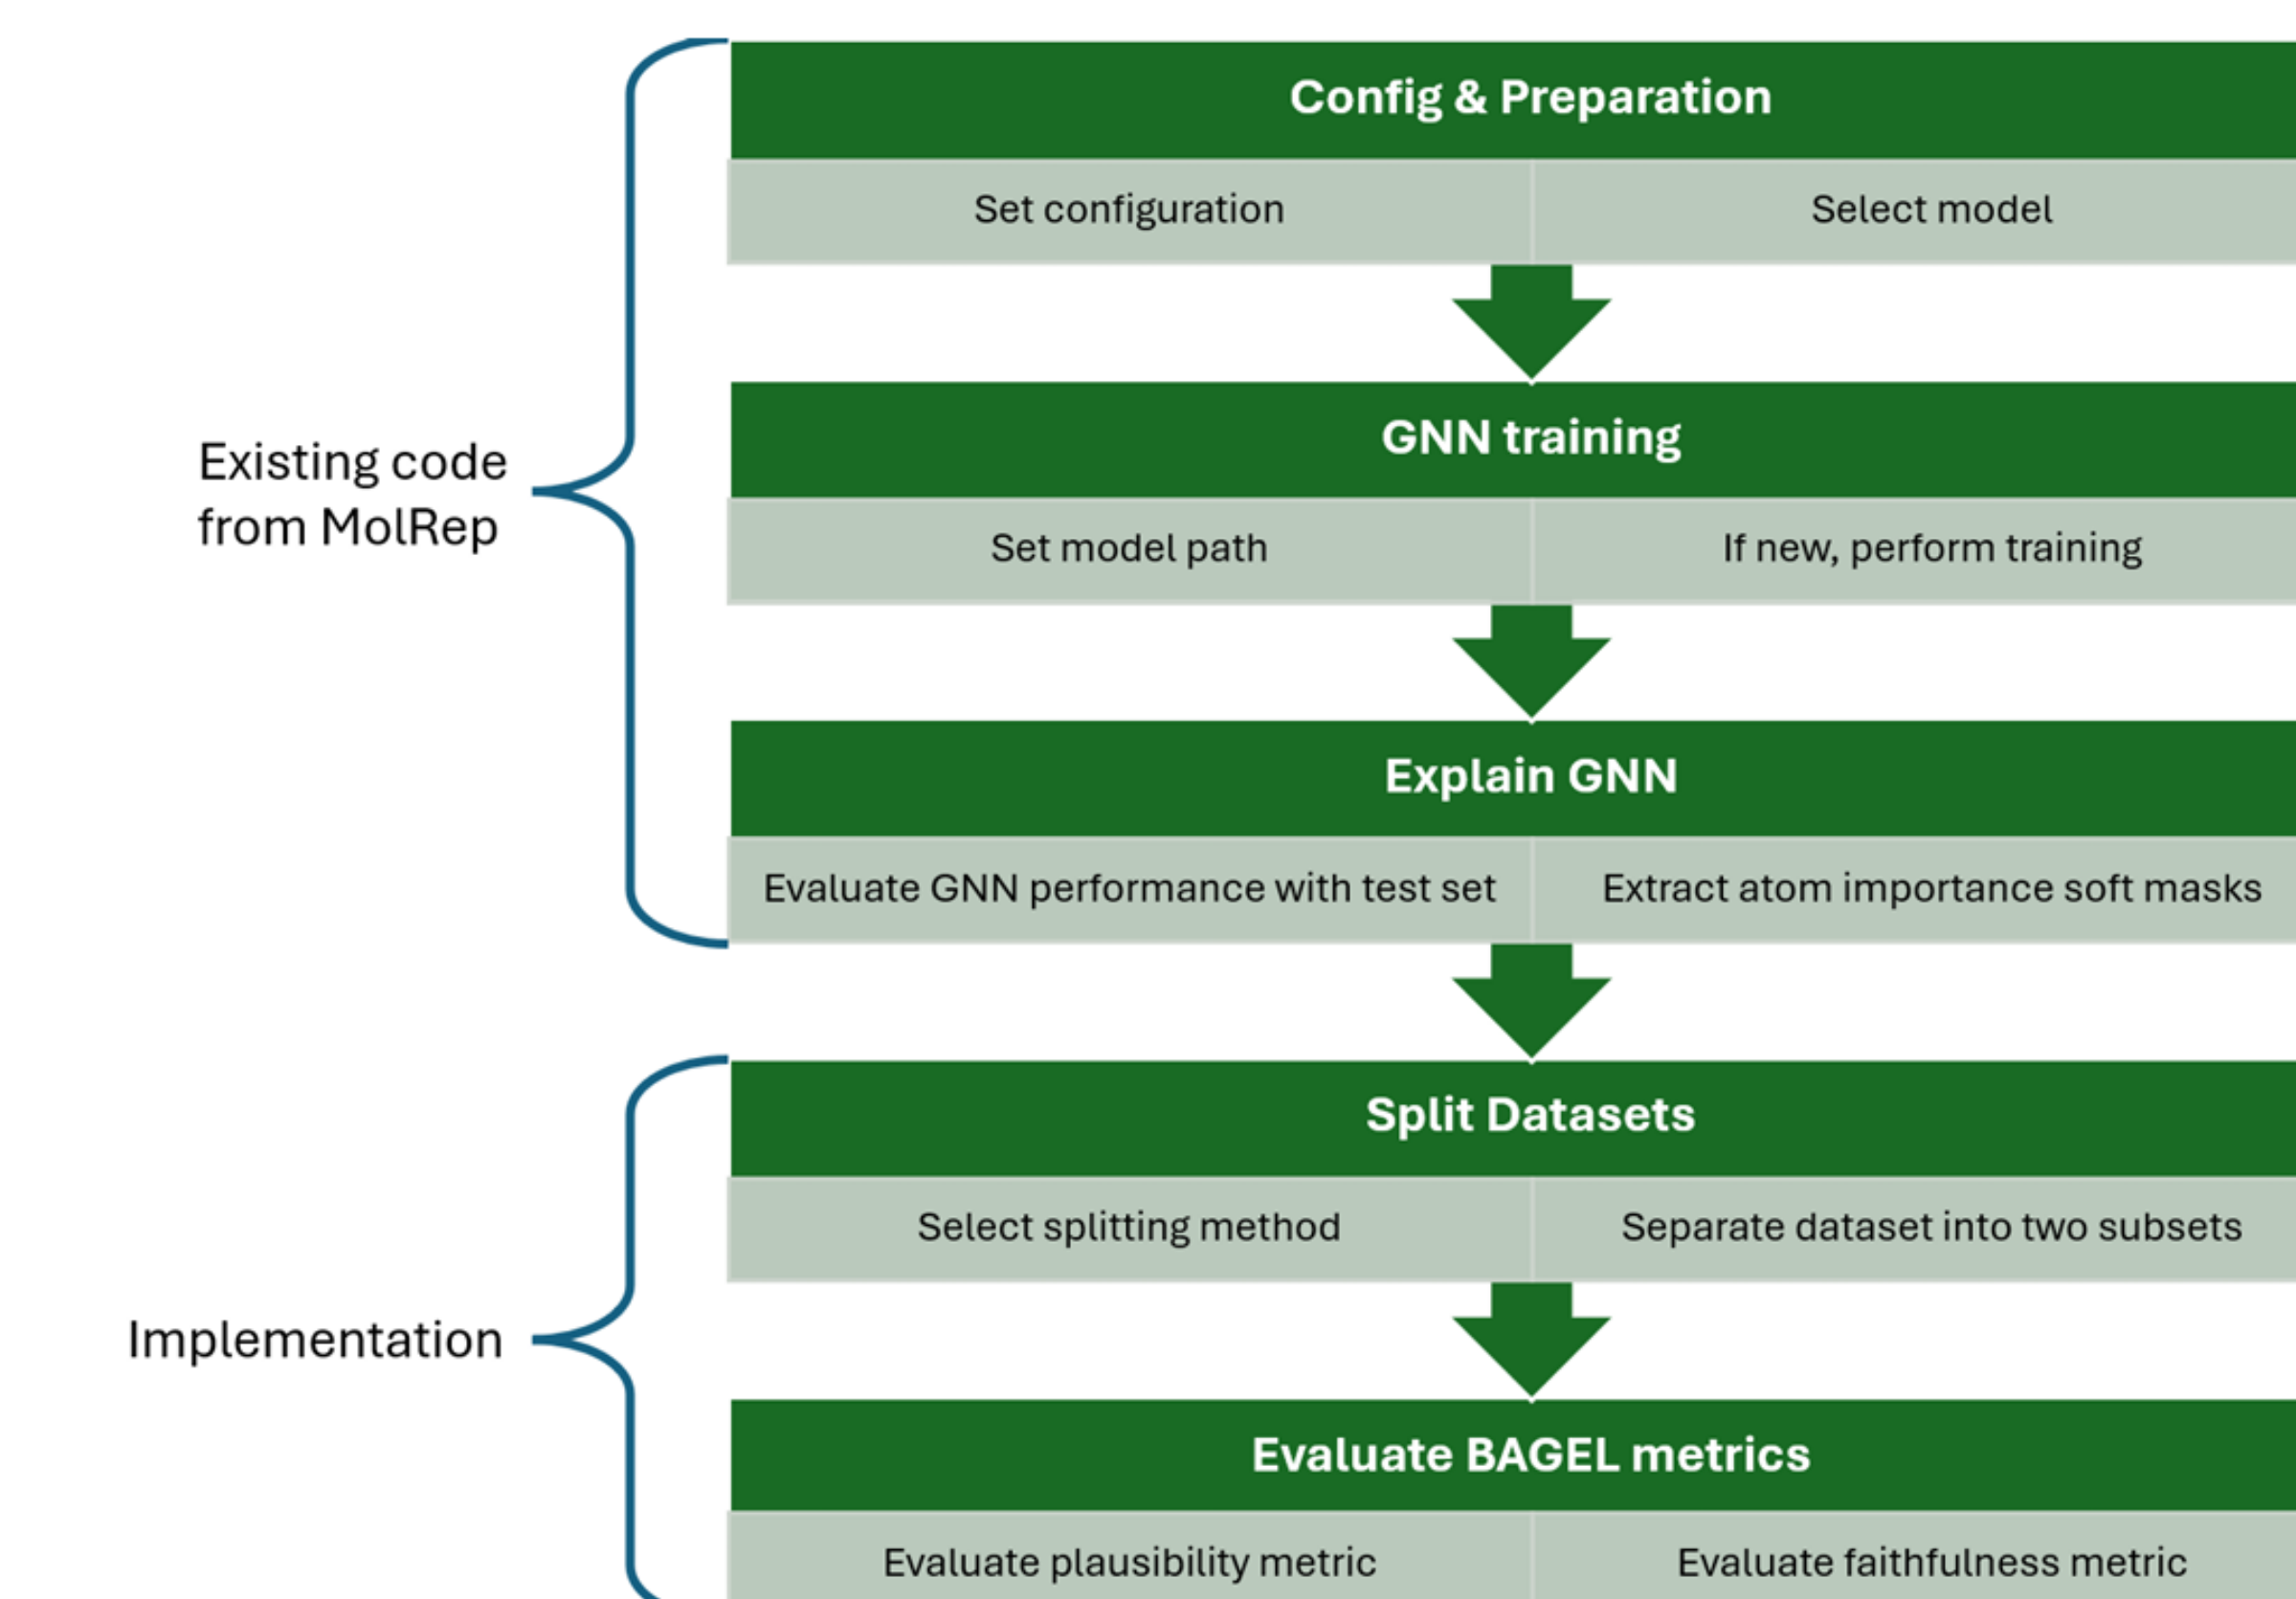 Config & Preparation
Set configuration
Select model
Existing code
from MolRep
GNN training
Set model path
If new, perform training
Explain GNN
Evaluate GNN performance with test set
Extract atom importance soft masks
Implementation
Split Datasets
Select splitting method
Separate dataset into two subsets
Evaluate BAGEL metrics
Evaluate plausibility metric
Evaluate faithfulness metric